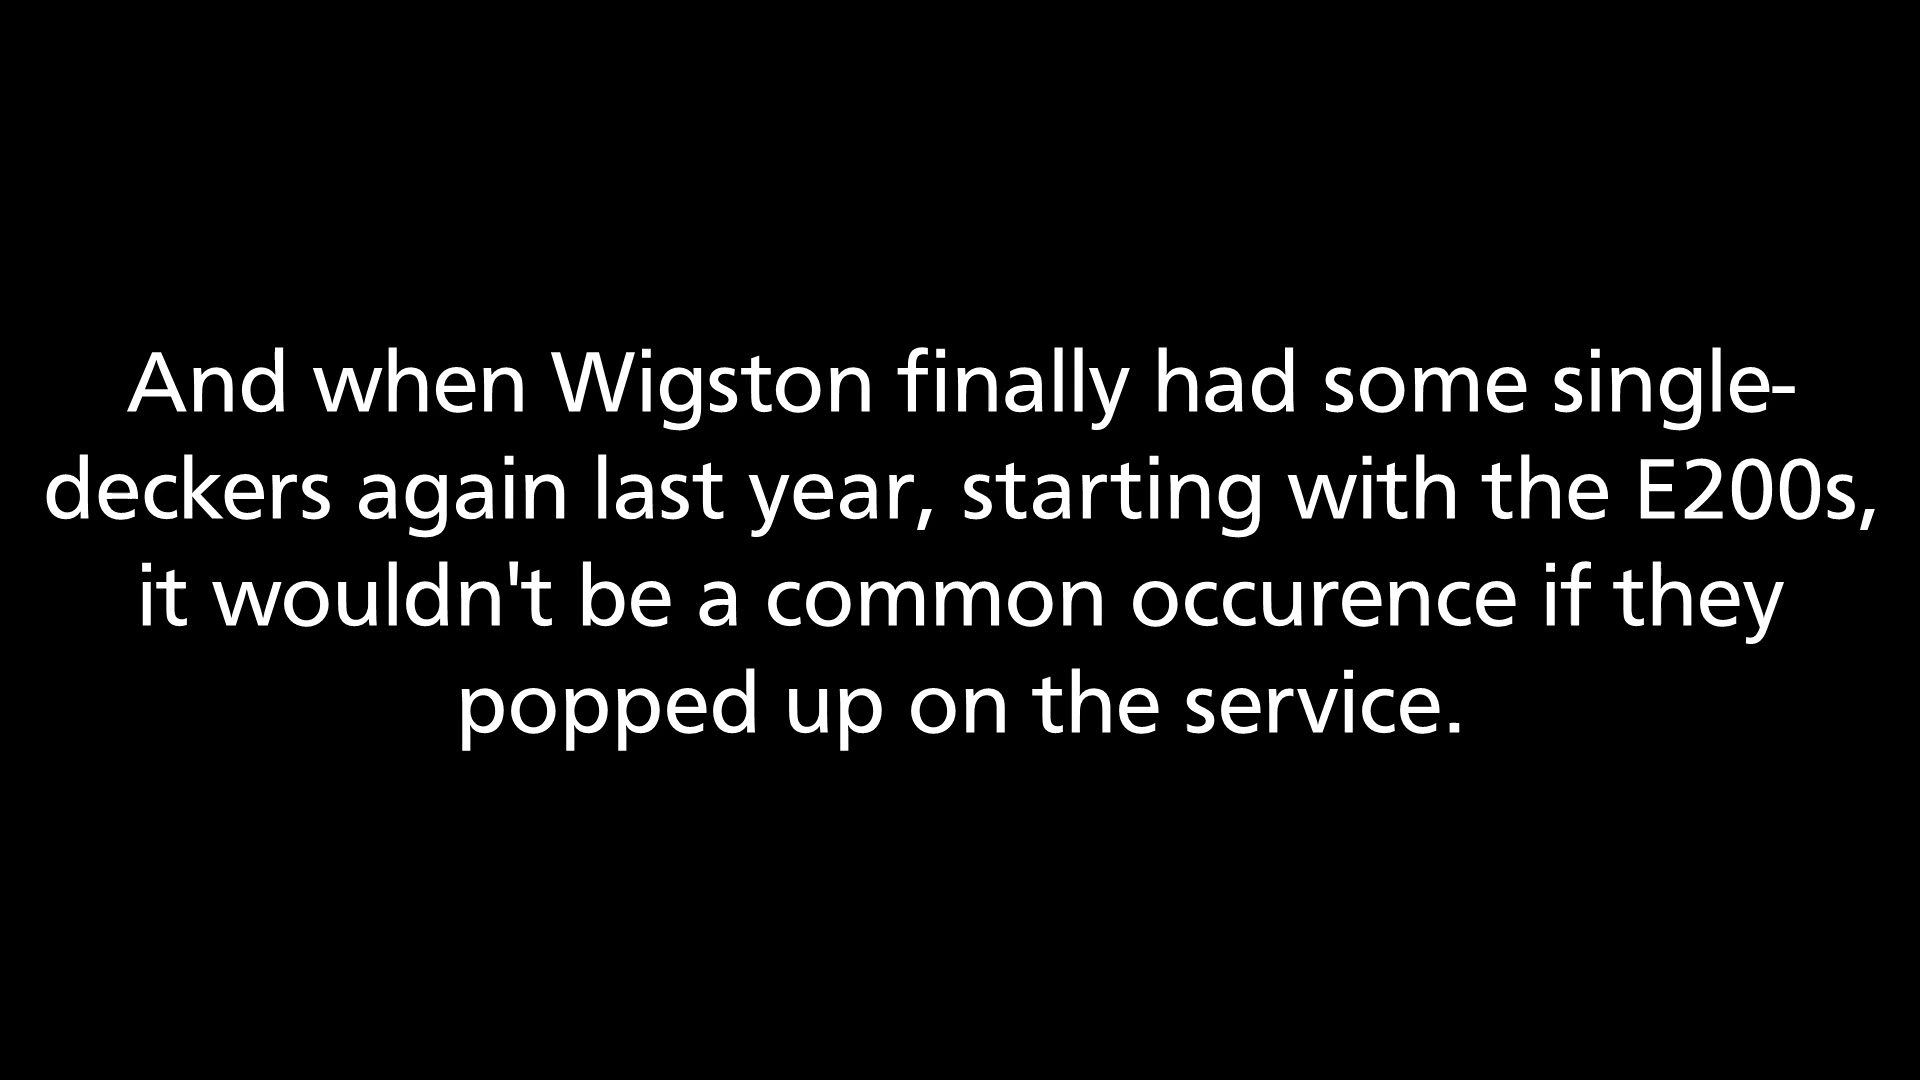 And when Wigston finally had some single-
deckers again last year, starting with the E200s,
it wouldn't be a common occurence if they
popped up on the service.